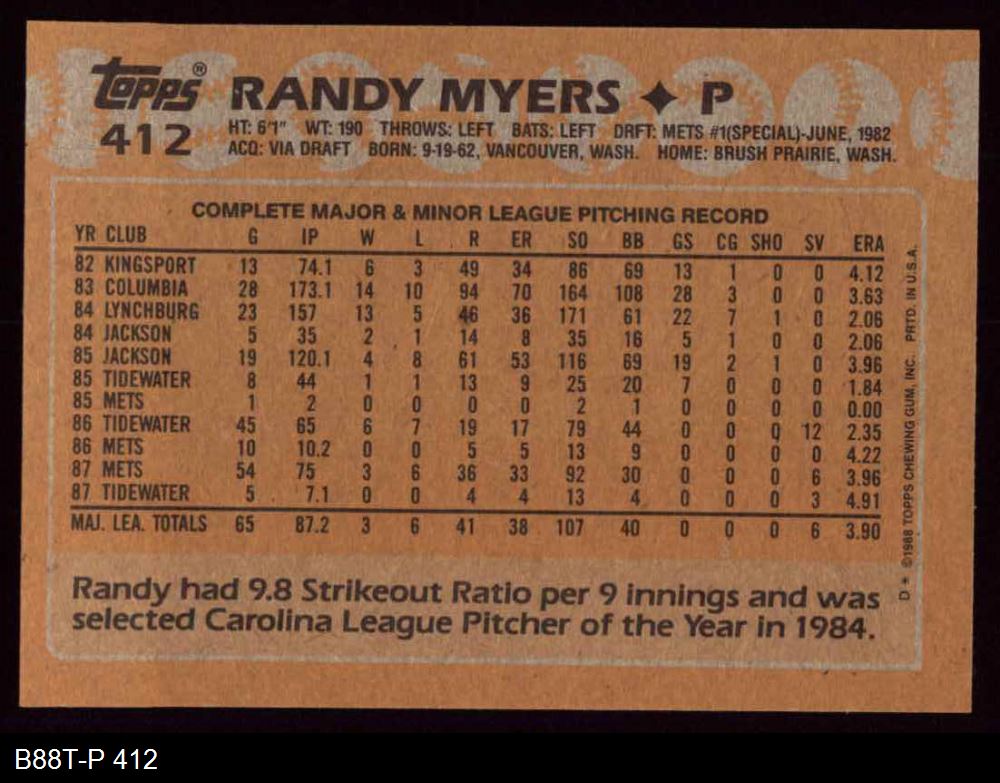 Topps® RANDY MYERS ✦ P
412 HT: 6'1" WT: 190 THROWS: LEFT BATS: LEFT DRFT: METS #1(SPECIAL)-JUNE, 1982
ACQ: VIA DRAFT BORN: 9-19-62, VANCOUVER, WASH. HOME: BRUSH PRAIRIE, WASH.
COMPLETE MAJOR & MINOR LEAGUE PITCHING RECORD
YR CLUB G IP W L R ER SO BB GS CG SHO SV ERA
82 KINGSPORT 13 74.1 6 3 49 34 86 69 13 1 0 0 4.12
83 COLUMBIA 28 173.1 14 10 94 70 164 108 28 3 0 0 3.63
84 LYNCHBURG 23 157 13 5 46 36 171 61 22 7 1 0 2.06
84 JACKSON 5 35 2 1 14 8 35 16 5 1 0 0 2.06
85 JACKSON 19 120.1 4 8 61 53 116 69 19 2 1 0 3.96
85 TIDEWATER 8 44 1 1 13 9 25 20 7 0 0 0 1.84
85 METS 1 2 0 0 0 0 2 1 0 0 0 0 0.00
86 TIDEWATER 45 65 6 7 19 17 79 44 0 0 0 12 2.35
86 METS 10 10.2 0 0 5 5 13 9 0 0 0 0 4.22
87 METS 54 75 3 6 36 33 92 30 0 0 0 6 3.96
87 TIDEWATER 5 7.1 0 0 4 4 13 4 0 0 0 3 4.91
MAJ. LEA. TOTALS 65 87.2 3 6 41 38 107 40 0 0 0 6 3.90
Randy had 9.8 Strikeout Ratio per 9 innings and was
selected Carolina League Pitcher of the Year in 1984.
D* ©1988 TOPPS CHEWING GUM, INC. PRTD. IN U.S.A.
B88T-P 412